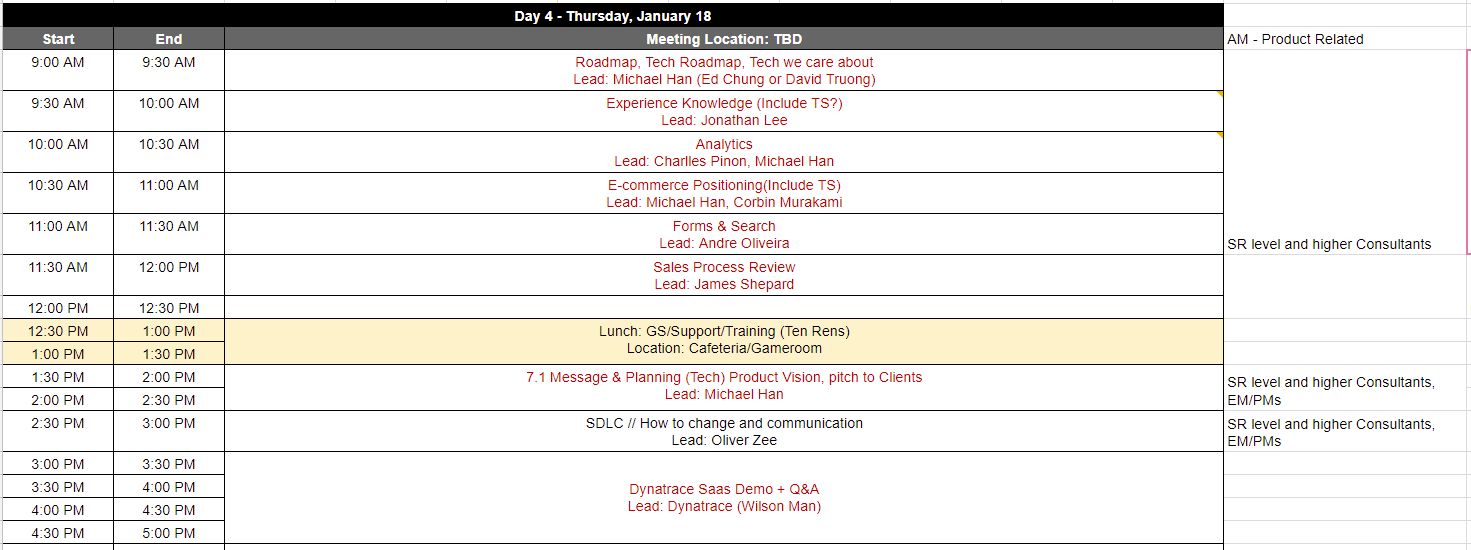 Day 4 - Thursday, January 18
Start End Meeting Location: TBD AM - Product Related
9:00 AM 9:30 AM Roadmap, Tech Roadmap, Tech we care about
Lead: Michael Han (Ed Chung or David Truong)
9:30 AM 10:00 AM Experience Knowledge (Include TS?)
Lead: Jonathan Lee
10:00 AM 10:30 AM Analytics
Lead: Charlles Pinon, Michael Han
10:30 AM 11:00 AM E-commerce Positioning(Include TS)
Lead: Michael Han, Corbin Murakami
11:00 AM 11:30 AM Forms & Search
Lead: Andre Oliveira SR level and higher Consultants
11:30 AM 12:00 PM Sales Process Review
Lead: James Shepard
12:00 PM 12:30 PM
12:30 PM 1:00 PM Lunch: GS/Support/Training (Ten Rens)
Location: Cafeteria/Gameroom
1:00 PM 1:30 PM
1:30 PM 2:00 PM 7.1 Message & Planning (Tech) Product Vision, pitch to Clients
Lead: Michael Han SR level and higher Consultants,
2:00 PM 2:30 PM EM/PMs
2:30 PM 3:00 PM SDLC // How to change and communication SR level and higher Consultants,
Lead: Oliver Zee EM/PMs
3:00 PM 3:30 PM
3:30 PM 4:00 PM Dynatrace Saas Demo + Q&A
Lead: Dynatrace (Wilson Man)
4:00 PM 4:30 PM
4:30 PM 5:00 PM